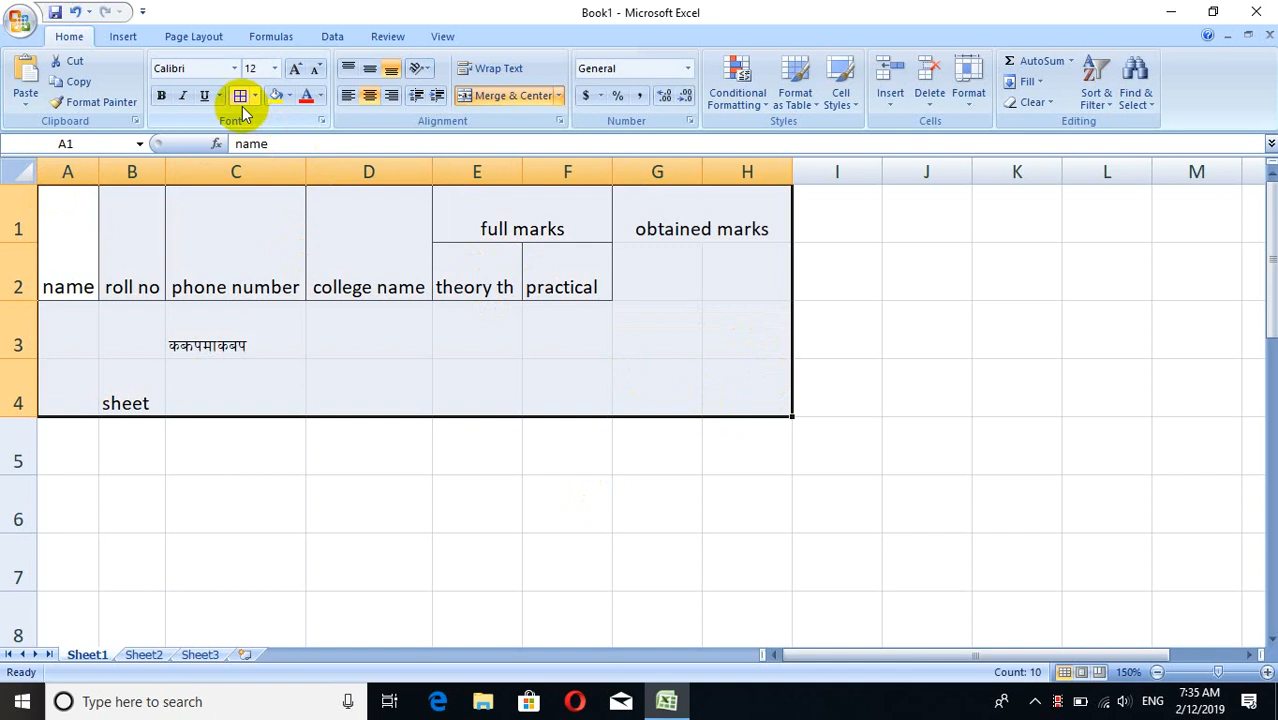 Book1 - Microsoft Excel
Home Insert Page Layout Formulas Data Review View
Paste
Cut
Copy
Format Painter
Clipboard
Calibri 12
B I U
Font
Wrap Text
Merge & Center
Alignment
General
$ % ,
Number
Conditional Formatting
Format as Table
Cell Styles
Styles
Insert
Delete
Format
Cells
Σ AutoSum
Fill
Clear
Sort & Filter
Find & Select
Editing
A1 fx name
A B C D E F G H I J K L M
1 full marks obtained marks
2 name roll no phone number college name theory th practical
3 ककपमाकबप
4 sheet
5
6
7
8
Sheet1 Sheet2 Sheet3
Ready Count: 10 150%
Type here to search
ENG
7:35 AM
2/12/2019